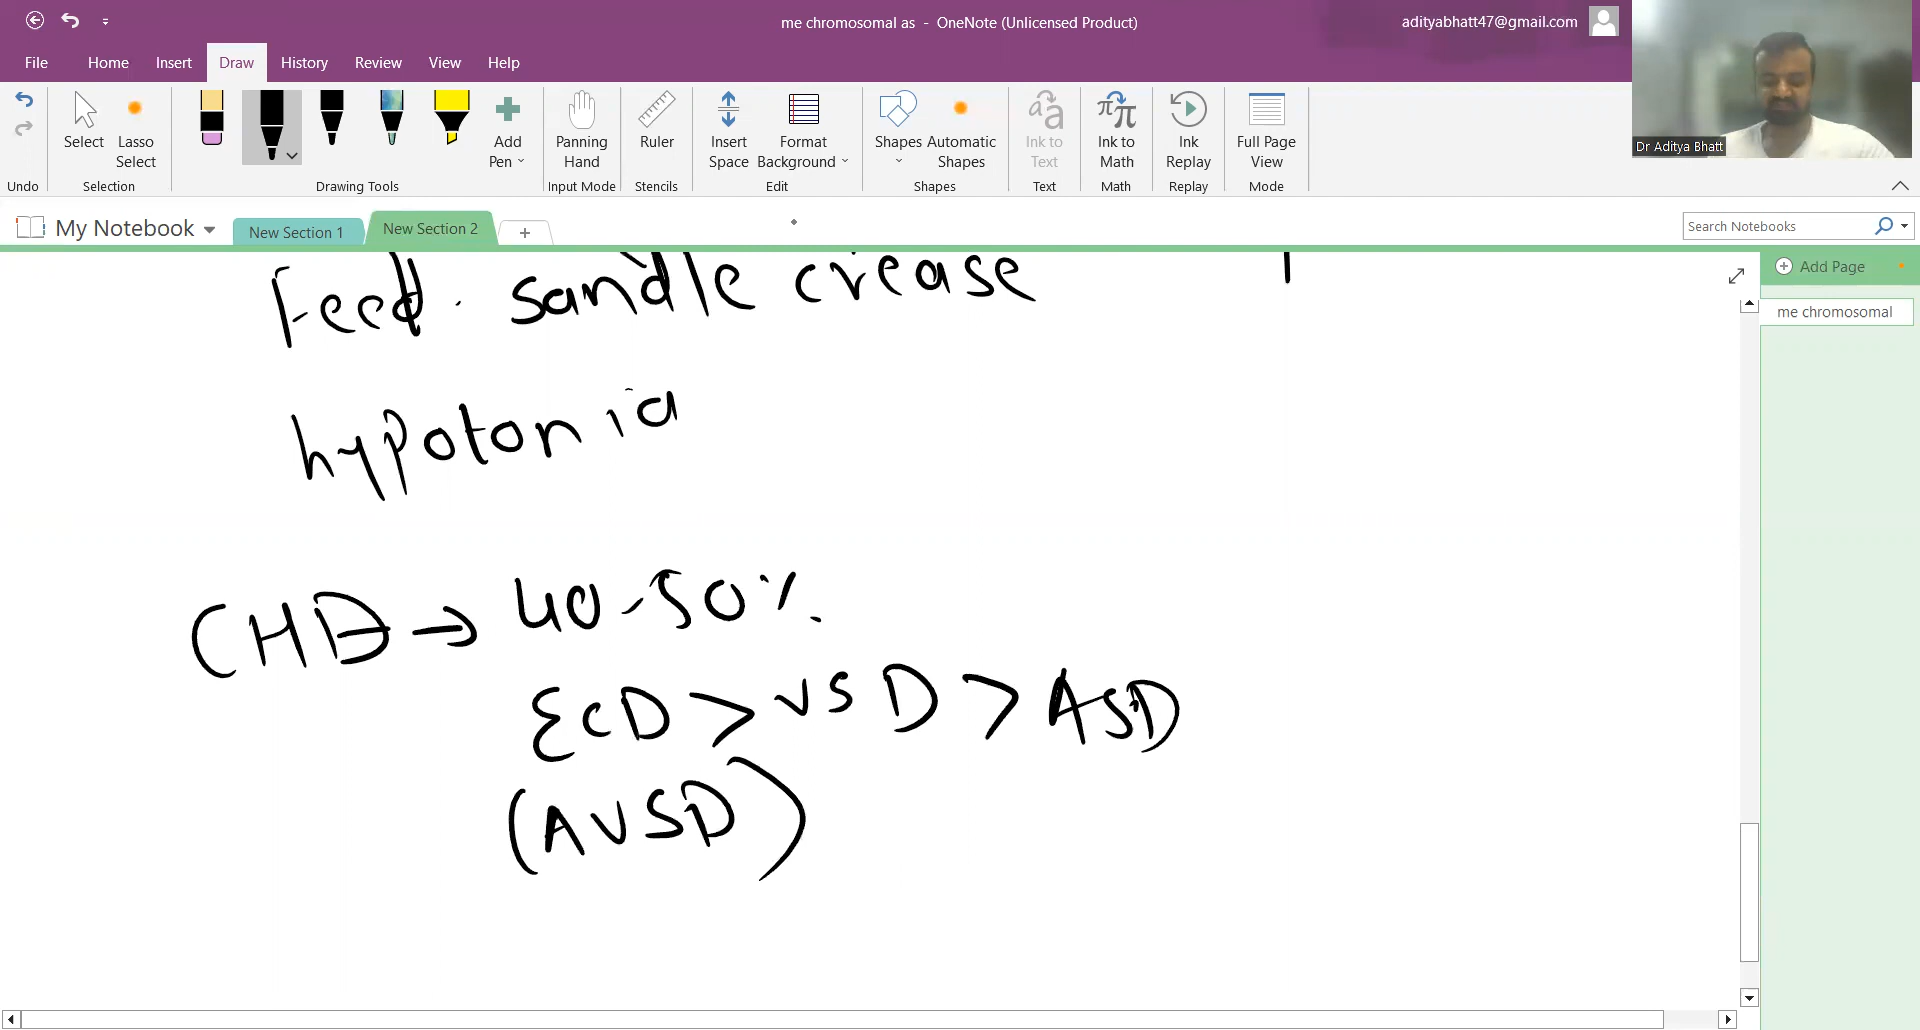 me chromosomal as - OneNote (Unlicensed Product)
adityabhatt47@gmail.com
File Home Insert Draw History Review View Help
Select
Lasso Select
Add Pen
Panning Hand
Ruler
Insert Space
Format Background
Shapes
Automatic Shapes
Ink to Text
Ink to Math
Ink Replay
Full Page View
Undo Selection Drawing Tools Input Mode Stencils Edit Shapes Text Math Replay Mode
Dr Aditya Bhatt
My Notebook New Section 1 New Section 2
Search Notebooks
Add Page
me chromosomal
sandle crease
hypotonia
CHD → 40-50%
ECD > VSD > ASD
(AVSD)